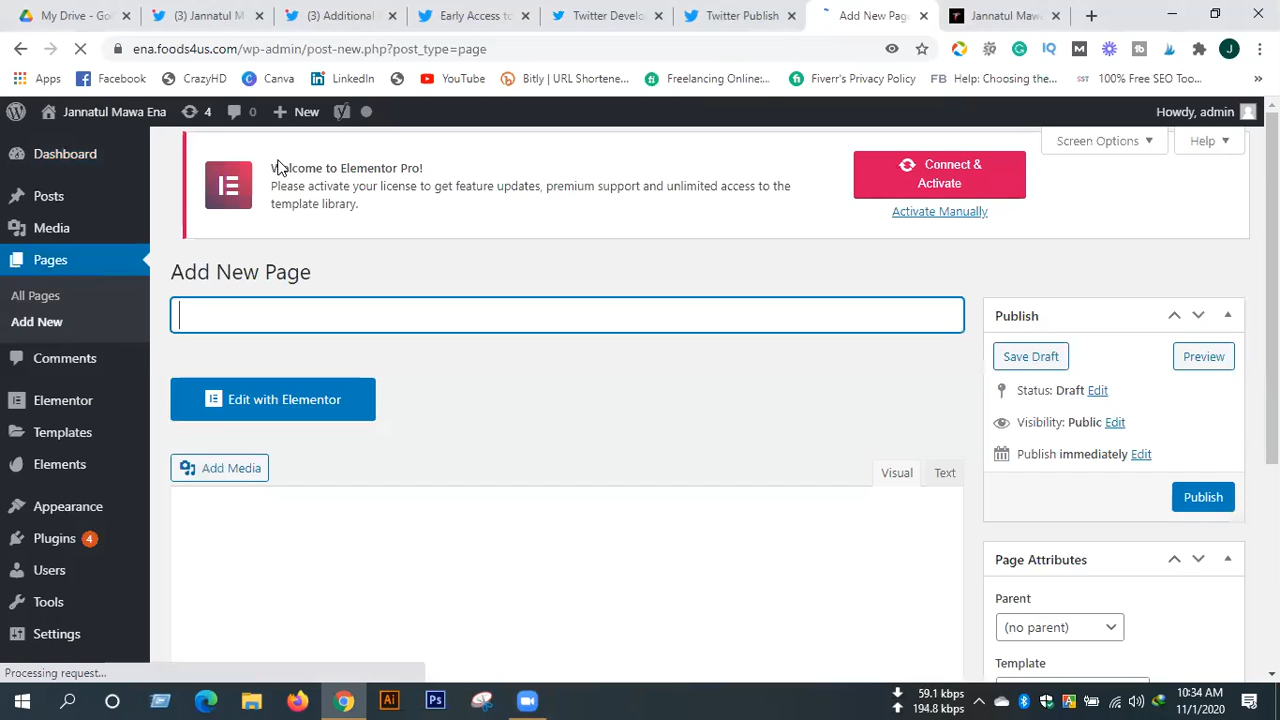 My Drive - Goo
(3) Jannatul M
(3) Additional
Early Access to
Twitter Develo
Twitter Publish
Add New Page
Jannatul Mawa
ena.foods4us.com/wp-admin/post-new.php?post_type=page
Apps
Facebook
CrazyHD
Canva
LinkedIn
YouTube
Bitly | URL Shortene...
Freelancing Online:...
Fiverr's Privacy Policy
FB Help: Choosing the...
SST 100% Free SEO Too...
Jannatul Mawa Ena
4
0
New
Howdy, admin
Dashboard
Posts
Media
Pages
All Pages
Add New
Comments
Elementor
Templates
Elements
Appearance
Plugins 4
Users
Tools
Settings
Screen Options
Help
Welcome to Elementor Pro!
Please activate your license to get feature updates, premium support and unlimited access to the
template library.
Connect &
Activate
Activate Manually
Add New Page
Edit with Elementor
Add Media
Visual
Text
Publish
Save Draft
Preview
Status: Draft Edit
Visibility: Public Edit
Publish immediately Edit
Publish
Page Attributes
Parent
(no parent)
Template
Processing request...
59.1 kbps
194.8 kbps
10:34 AM
11/1/2020